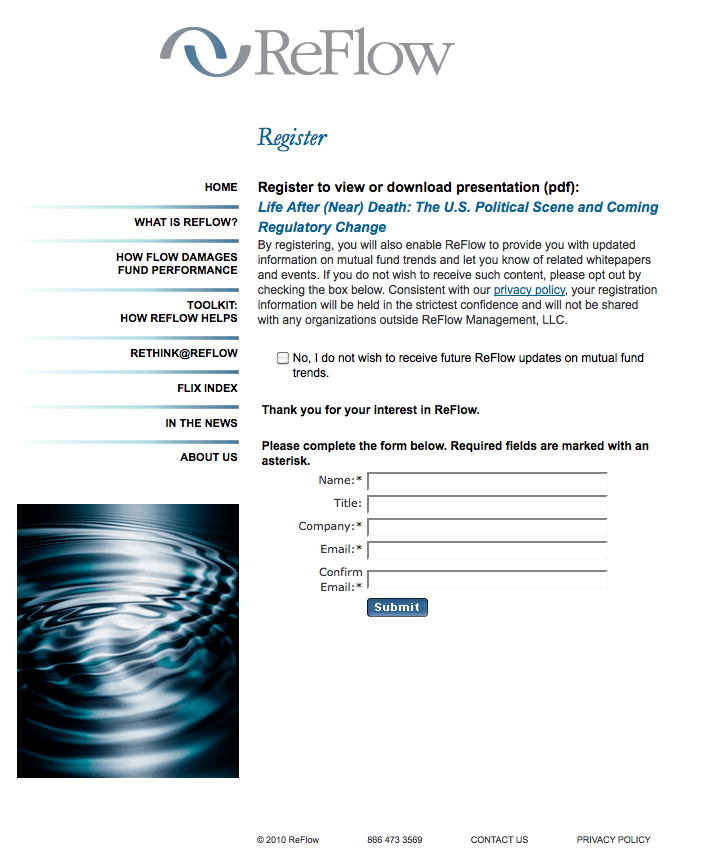 ReFlow
Register
HOME
WHAT IS REFLOW?
HOW FLOW DAMAGES
FUND PERFORMANCE
TOOLKIT:
HOW REFLOW HELPS
RETHINK@REFLOW
FLIX INDEX
IN THE NEWS
ABOUT US
Register to view or download presentation (pdf):
Life After (Near) Death: The U.S. Political Scene and Coming
Regulatory Change
By registering, you will also enable ReFlow to provide you with updated
information on mutual fund trends and let you know of related whitepapers
and events. If you do not wish to receive such content, please opt out by
checking the box below. Consistent with our privacy policy, your registration
information will be held in the strictest confidence and will not be shared
with any organizations outside ReFlow Management, LLC.
No, I do not wish to receive future ReFlow updates on mutual fund
trends.
Thank you for your interest in ReFlow.
Please complete the form below. Required fields are marked with an
asterisk.
Name:*
Title:
Company:*
Email:*
Confirm
Email:*
Submit
© 2010 ReFlow 866 473 3569 CONTACT US PRIVACY POLICY